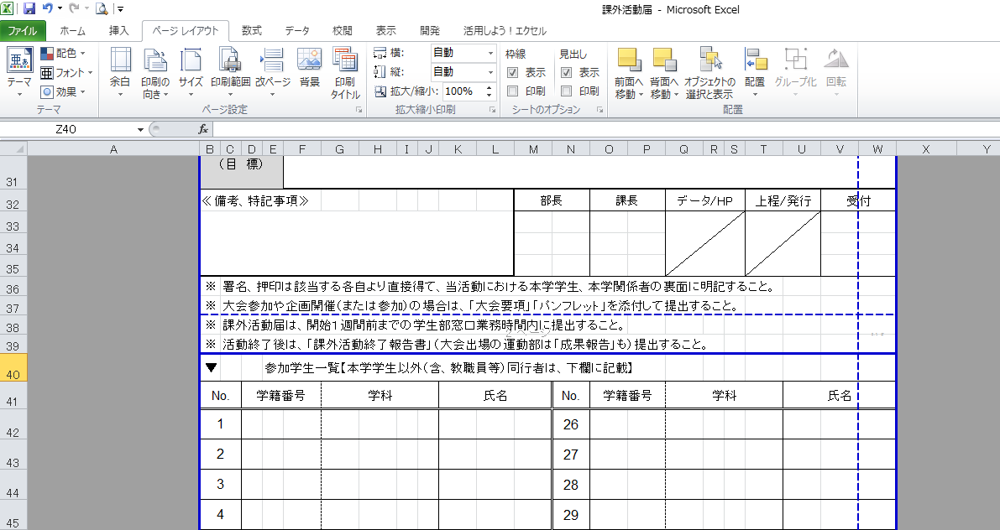 課外活動届 - Microsoft Excel
ファイル ホーム 挿入 ページ レイアウト 数式 データ 校閲 表示 開発 活用しよう！エクセル
テーマ 配色 フォント 効果
余白 印刷の向き サイズ 印刷範囲 改ページ 背景 印刷タイトル
横: 自動
縦: 自動
拡大/縮小: 100%
枠線 見出し
表示 表示
印刷 印刷
前面へ移動 背面へ移動 オブジェクトの選択と表示 配置 グループ化 回転
テーマ ページ設定 拡大縮小印刷 シートのオプション 配置
Z40 fx
A B C D E F G H I J K L M N O P Q R S T U V W X Y
31 （目 標）
32 ≪備考、特記事項≫ 部長 課長 データ/HP 上程/発行 受付
33
34
35
36 ※ 署名、押印は該当する各自より直接得て、当活動における本学学生、本学関係者の裏面に明記すること。
37 ※ 大会参加や企画開催（または参加）の場合は、「大会要項」「パンフレット」を添付して提出すること。
38 ※ 課外活動届は、開始１週間前までの学生部窓口業務時間内に提出すること。
39 ※ 活動終了後は、「課外活動終了報告書」（大会出場の運動部は「成果報告」も）提出すること。
40 ▼ 参加学生一覧【本学学生以外（含、教職員等）同行者は、下欄に記載】
41 No. 学籍番号 学科 氏名 No. 学籍番号 学科 氏名
42 1 26
43 2 27
44 3 28
45 4 29